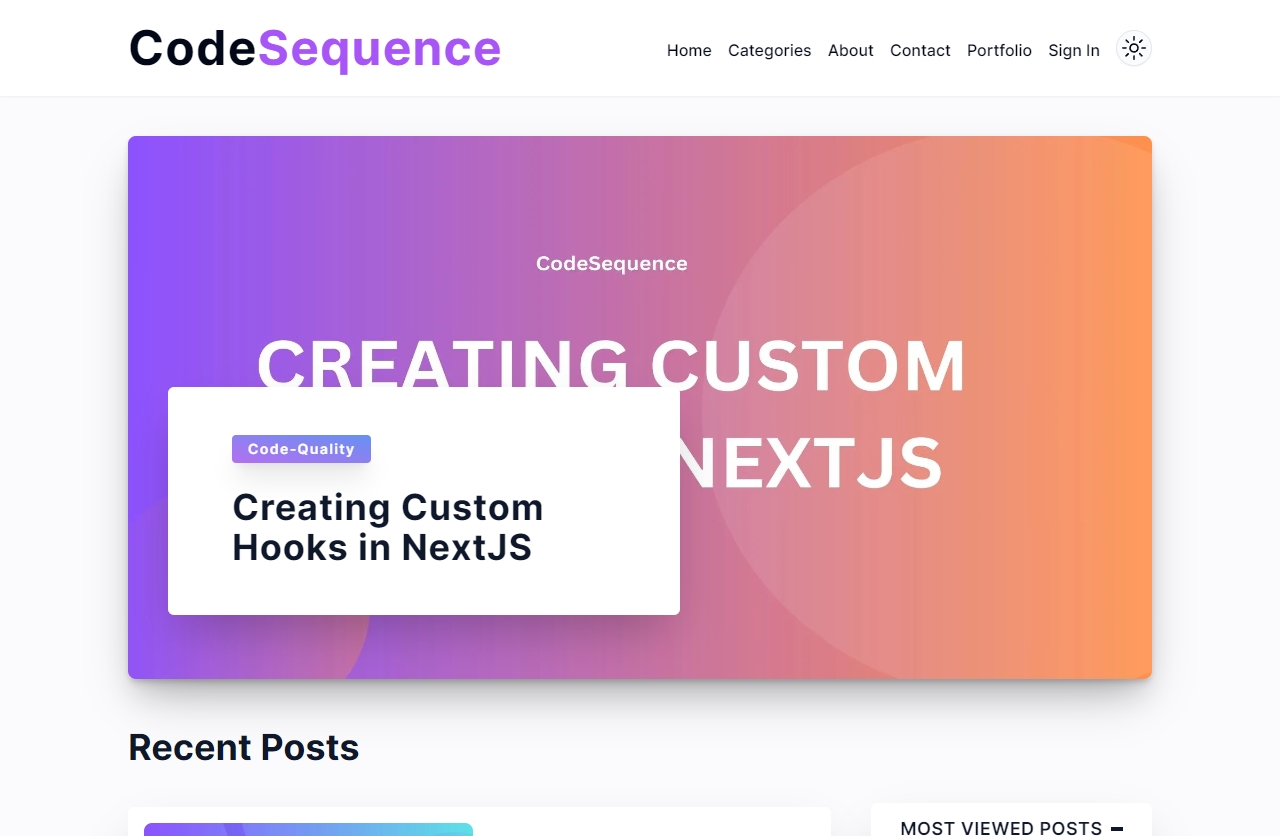 CodeSequence
Home Categories About Contact Portfolio Sign In
CodeSequence
CREATING CUSTOM
NEXTJS
Code-Quality
Creating Custom
Hooks in NextJS
Recent Posts
MOST VIEWED POSTS